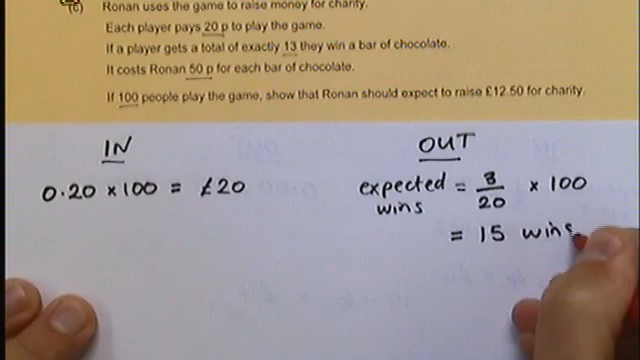 (c) Ronan uses the game to raise money for charity.
Each player pays 20 p to play the game.
If a player gets a total of exactly 13 they win a bar of chocolate.
It costs Ronan 50 p for each bar of chocolate.
If 100 people play the game, show that Ronan should expect to raise £12.50 for charity.
IN
0.20 × 100 = £20
OUT
expected wins = 3/20 × 100
= 15 wins